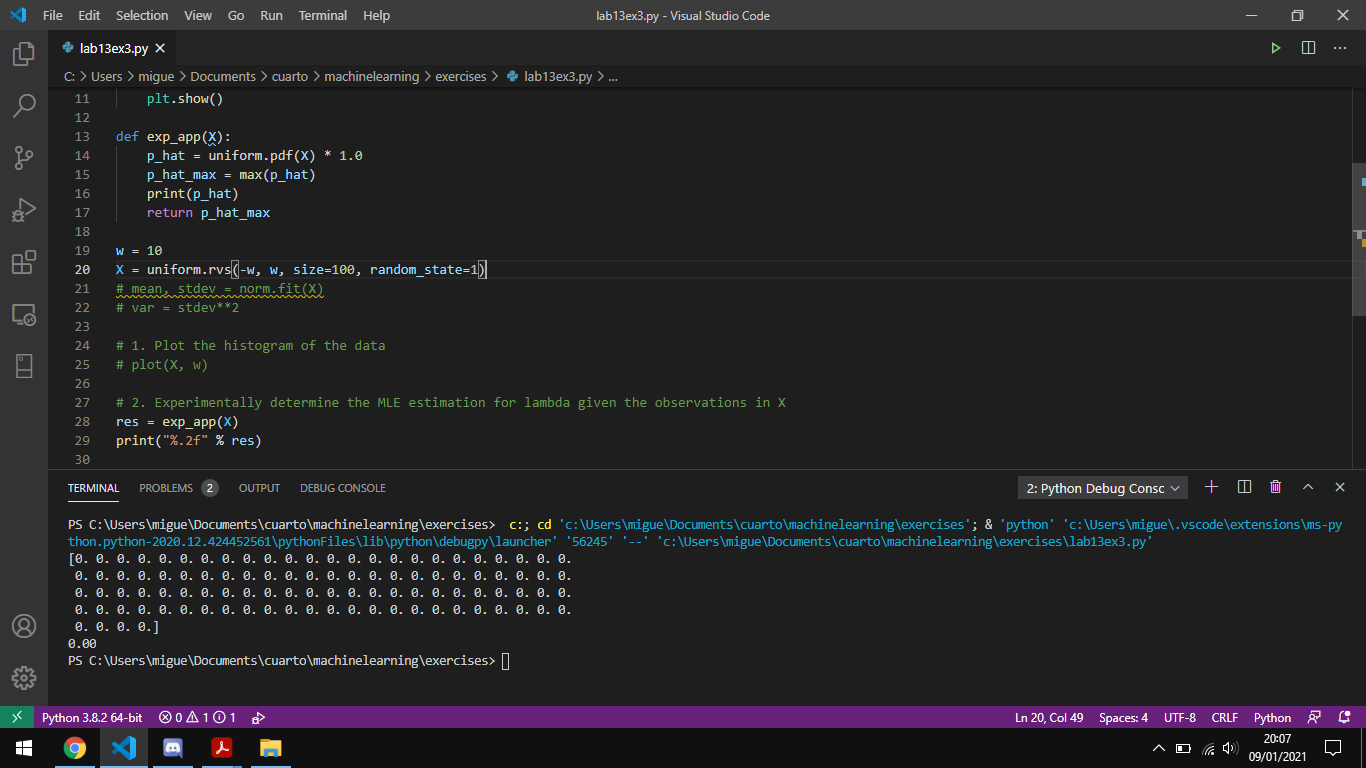 File Edit Selection View Go Run Terminal Help
lab13ex3.py - Visual Studio Code
lab13ex3.py
C: > Users > migue > Documents > cuarto > machinelearning > exercises > lab13ex3.py > ...
11 plt.show()
12
13 def exp_app(X):
14 p_hat = uniform.pdf(X) * 1.0
15 p_hat_max = max(p_hat)
16 print(p_hat)
17 return p_hat_max
18
19 w = 10
20 X = uniform.rvs(-w, w, size=100, random_state=1)
21 # mean, stdev = norm.fit(X)
22 # var = stdev**2
23
24 # 1. Plot the histogram of the data
25 # plot(X, w)
26
27 # 2. Experimentally determine the MLE estimation for lambda given the observations in X
28 res = exp_app(X)
29 print("%.2f" % res)
30
TERMINAL PROBLEMS 2 OUTPUT DEBUG CONSOLE
2: Python Debug Consc
PS C:\Users\migue\Documents\cuarto\machinelearning\exercises> c:; cd 'c:\Users\migue\Documents\cuarto\machinelearning\exercises'; & 'python' 'c:\Users\migue\.vscode\extensions\ms-py
thon.python-2020.12.424452561\pythonFiles\lib\python\debugpy\launcher' '56245' '--' 'c:\Users\migue\Documents\cuarto\machinelearning\exercises\lab13ex3.py'
[0. 0. 0. 0. 0. 0. 0. 0. 0. 0. 0. 0. 0. 0. 0. 0. 0. 0. 0. 0. 0. 0. 0. 0.
0. 0. 0. 0. 0. 0. 0. 0. 0. 0. 0. 0. 0. 0. 0. 0. 0. 0. 0. 0. 0. 0. 0. 0.
0. 0. 0. 0. 0. 0. 0. 0. 0. 0. 0. 0. 0. 0. 0. 0. 0. 0. 0. 0. 0. 0. 0. 0.
0. 0. 0. 0. 0. 0. 0. 0. 0. 0. 0. 0. 0. 0. 0. 0. 0. 0. 0. 0. 0. 0. 0. 0.
0. 0. 0. 0.]
0.00
PS C:\Users\migue\Documents\cuarto\machinelearning\exercises>
Python 3.8.2 64-bit 0 1 1
Ln 20, Col 49 Spaces: 4 UTF-8 CRLF Python
20:07
09/01/2021